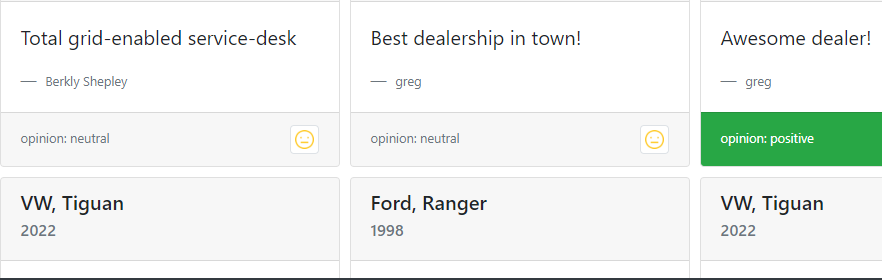 Total grid-enabled service-desk
— Berkly Shepley
opinion: neutral
Best dealership in town!
— greg
opinion: neutral
Awesome dealer!
— greg
opinion: positive
VW, Tiguan
2022
Ford, Ranger
1998
VW, Tiguan
2022